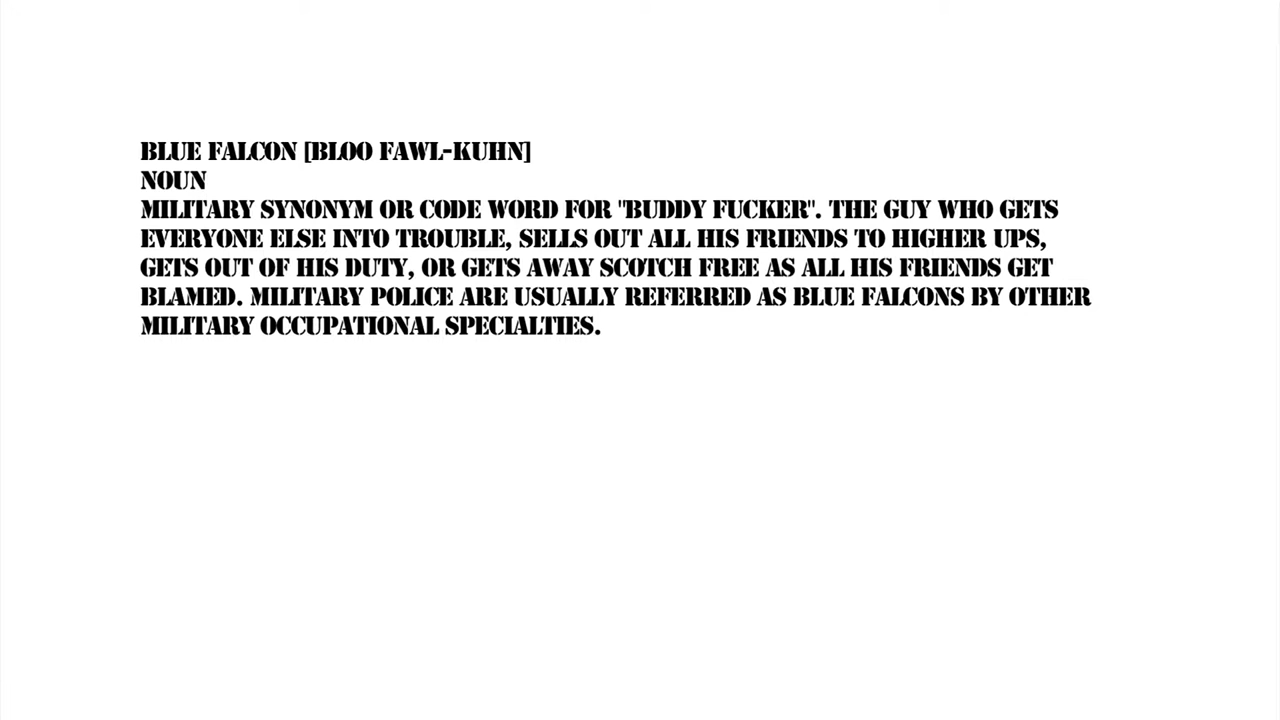 BLUE FALCON [BLOO FAWL-KUHN]
NOUN
MILITARY SYNONYM OR CODE WORD FOR "BUDDY FUCKER". THE GUY WHO GETS
EVERYONE ELSE INTO TROUBLE, SELLS OUT ALL HIS FRIENDS TO HIGHER UPS,
GETS OUT OF HIS DUTY, OR GETS AWAY SCOTCH FREE AS ALL HIS FRIENDS GET
BLAMED. MILITARY POLICE ARE USUALLY REFERRED AS BLUE FALCONS BY OTHER
MILITARY OCCUPATIONAL SPECIALTIES.